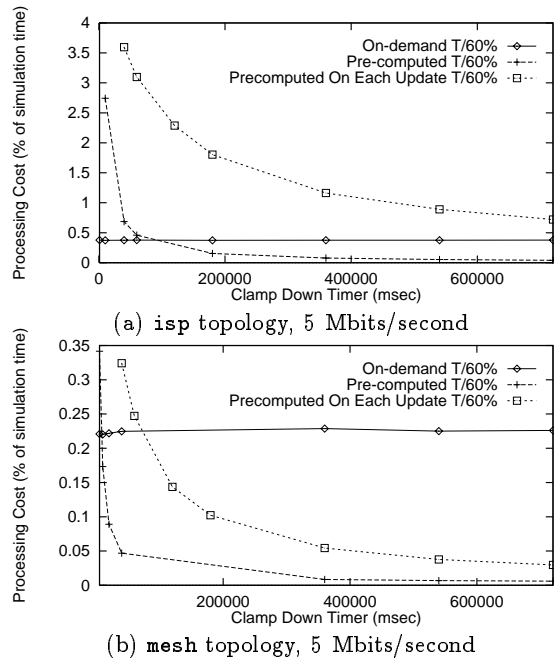 4
3.5
3
2.5
2
1.5
1
0.5
0
Processing Cost (% of simulation time)
On-demand T/60%
Pre-computed T/60%
Precomputed On Each Update T/60%
0 200000 400000 600000
Clamp Down Timer (msec)
(a) isp topology, 5 Mbits/second
0.35
0.3
0.25
0.2
0.15
0.1
0.05
0
Processing Cost (% of simulation time)
On-demand T/60%
Pre-computed T/60%
Precomputed On Each Update T/60%
200000 400000 600000
Clamp Down Timer (msec)
(b) mesh topology, 5 Mbits/second